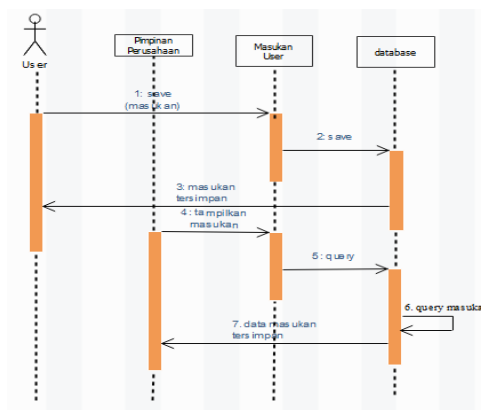 Pimpinan
Perusahaan
Masukan
User
database
User
1: save
(masukan)
2: save
3: masukan
tersimpan
4: tampilkan
masukan
5: query
6. query masuka
7. data masukan
tersimpan